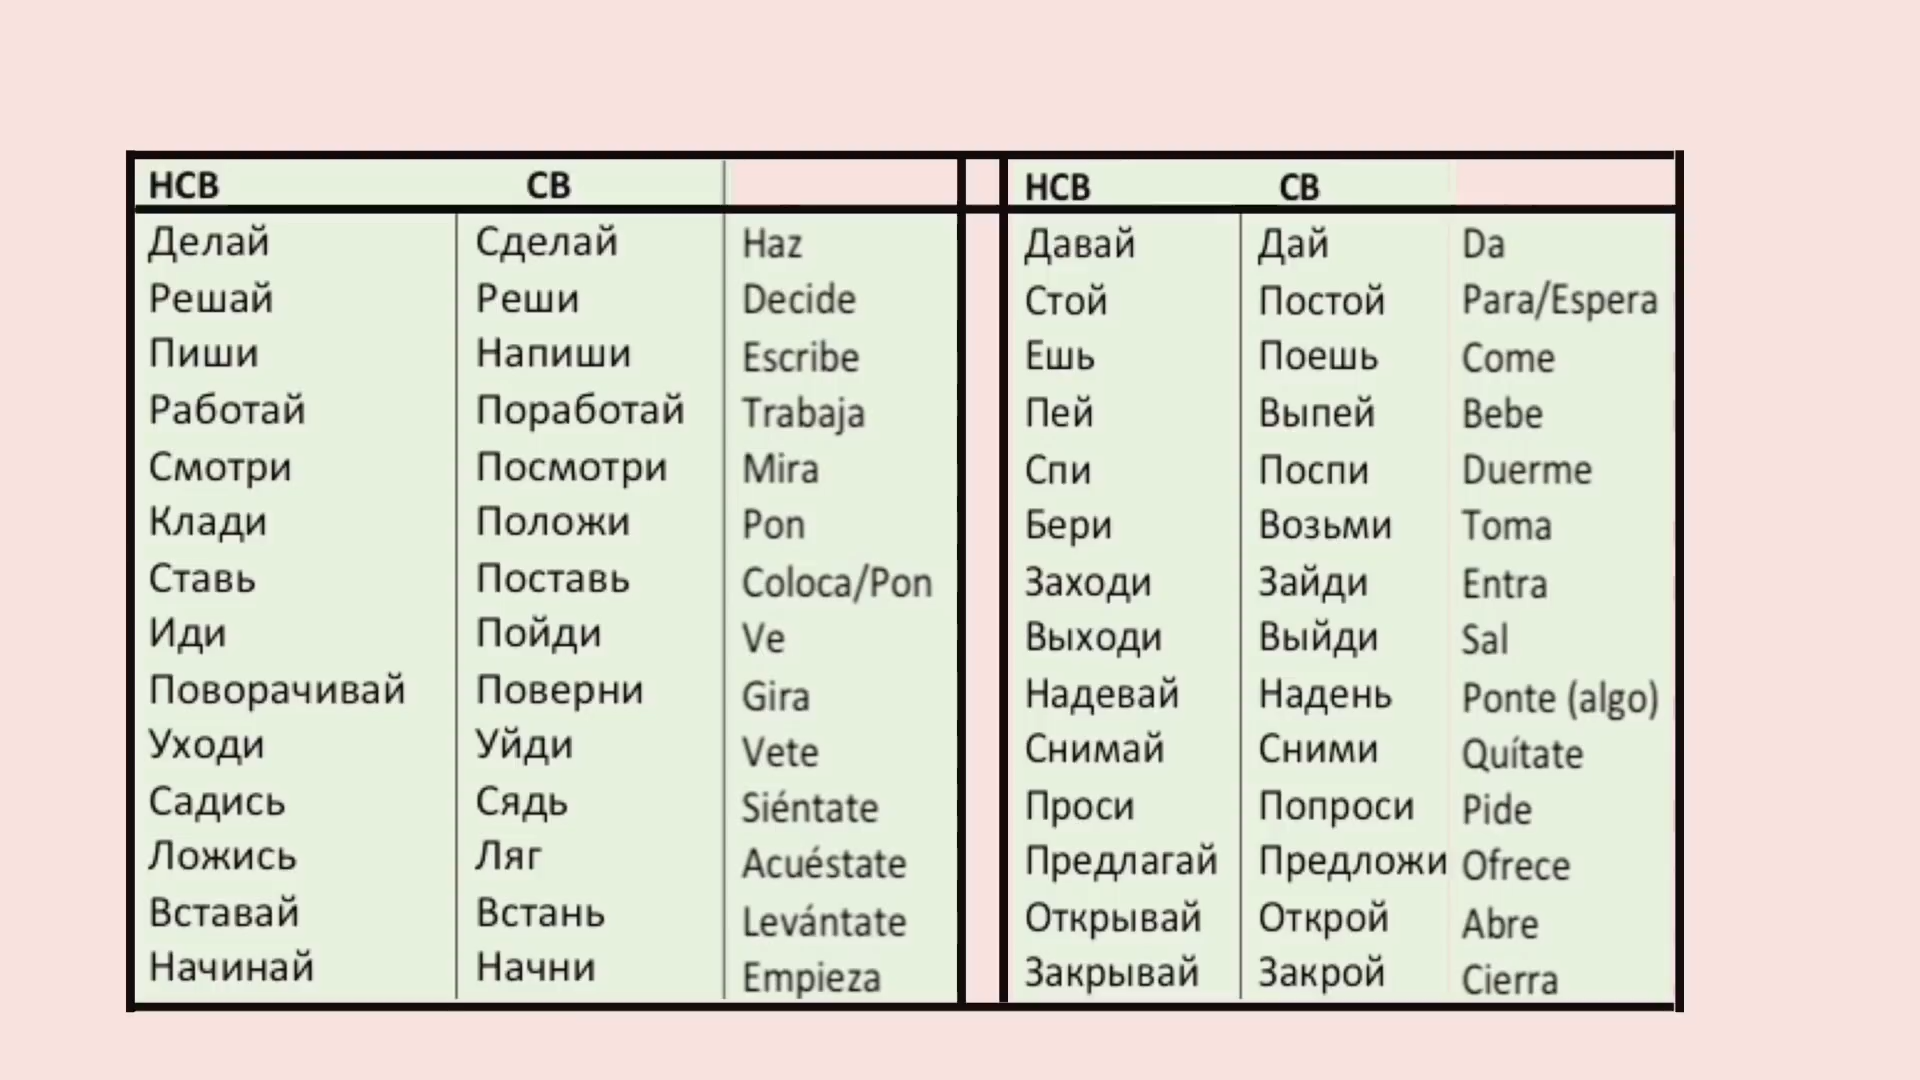 НСВ СВ
Делай Сделай Haz
Решай Реши Decide
Пиши Напиши Escribe
Работай Поработай Trabaja
Смотри Посмотри Mira
Клади Положи Pon
Ставь Поставь Coloca/Pon
Иди Пойди Ve
Поворачивай Поверни Gira
Уходи Уйди Vete
Садись Сядь Siéntate
Ложись Ляг Acuéstate
Вставай Встань Levántate
Начинай Начни Empieza
НСВ СВ
Давай Дай Da
Стой Постой Para/Espera
Ешь Поешь Come
Пей Выпей Bebe
Спи Поспи Duerme
Бери Возьми Toma
Заходи Зайди Entra
Выходи Выйди Sal
Надевай Надень Ponte (algo)
Снимай Сними Quítate
Проси Попроси Pide
Предлагай Предложи Ofrece
Открывай Открой Abre
Закрывай Закрой Cierra